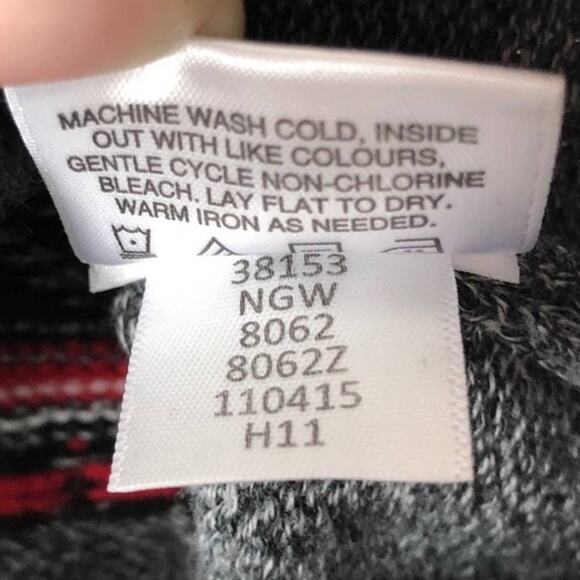 MACHINE WASH COLD, INSIDE
OUT WITH LIKE COLOURS,
GENTLE CYCLE NON-CHLORINE
BLEACH. LAY FLAT TO DRY.
WARM IRON AS NEEDED.
38153
NGW
8062
8062Z
110415
H11